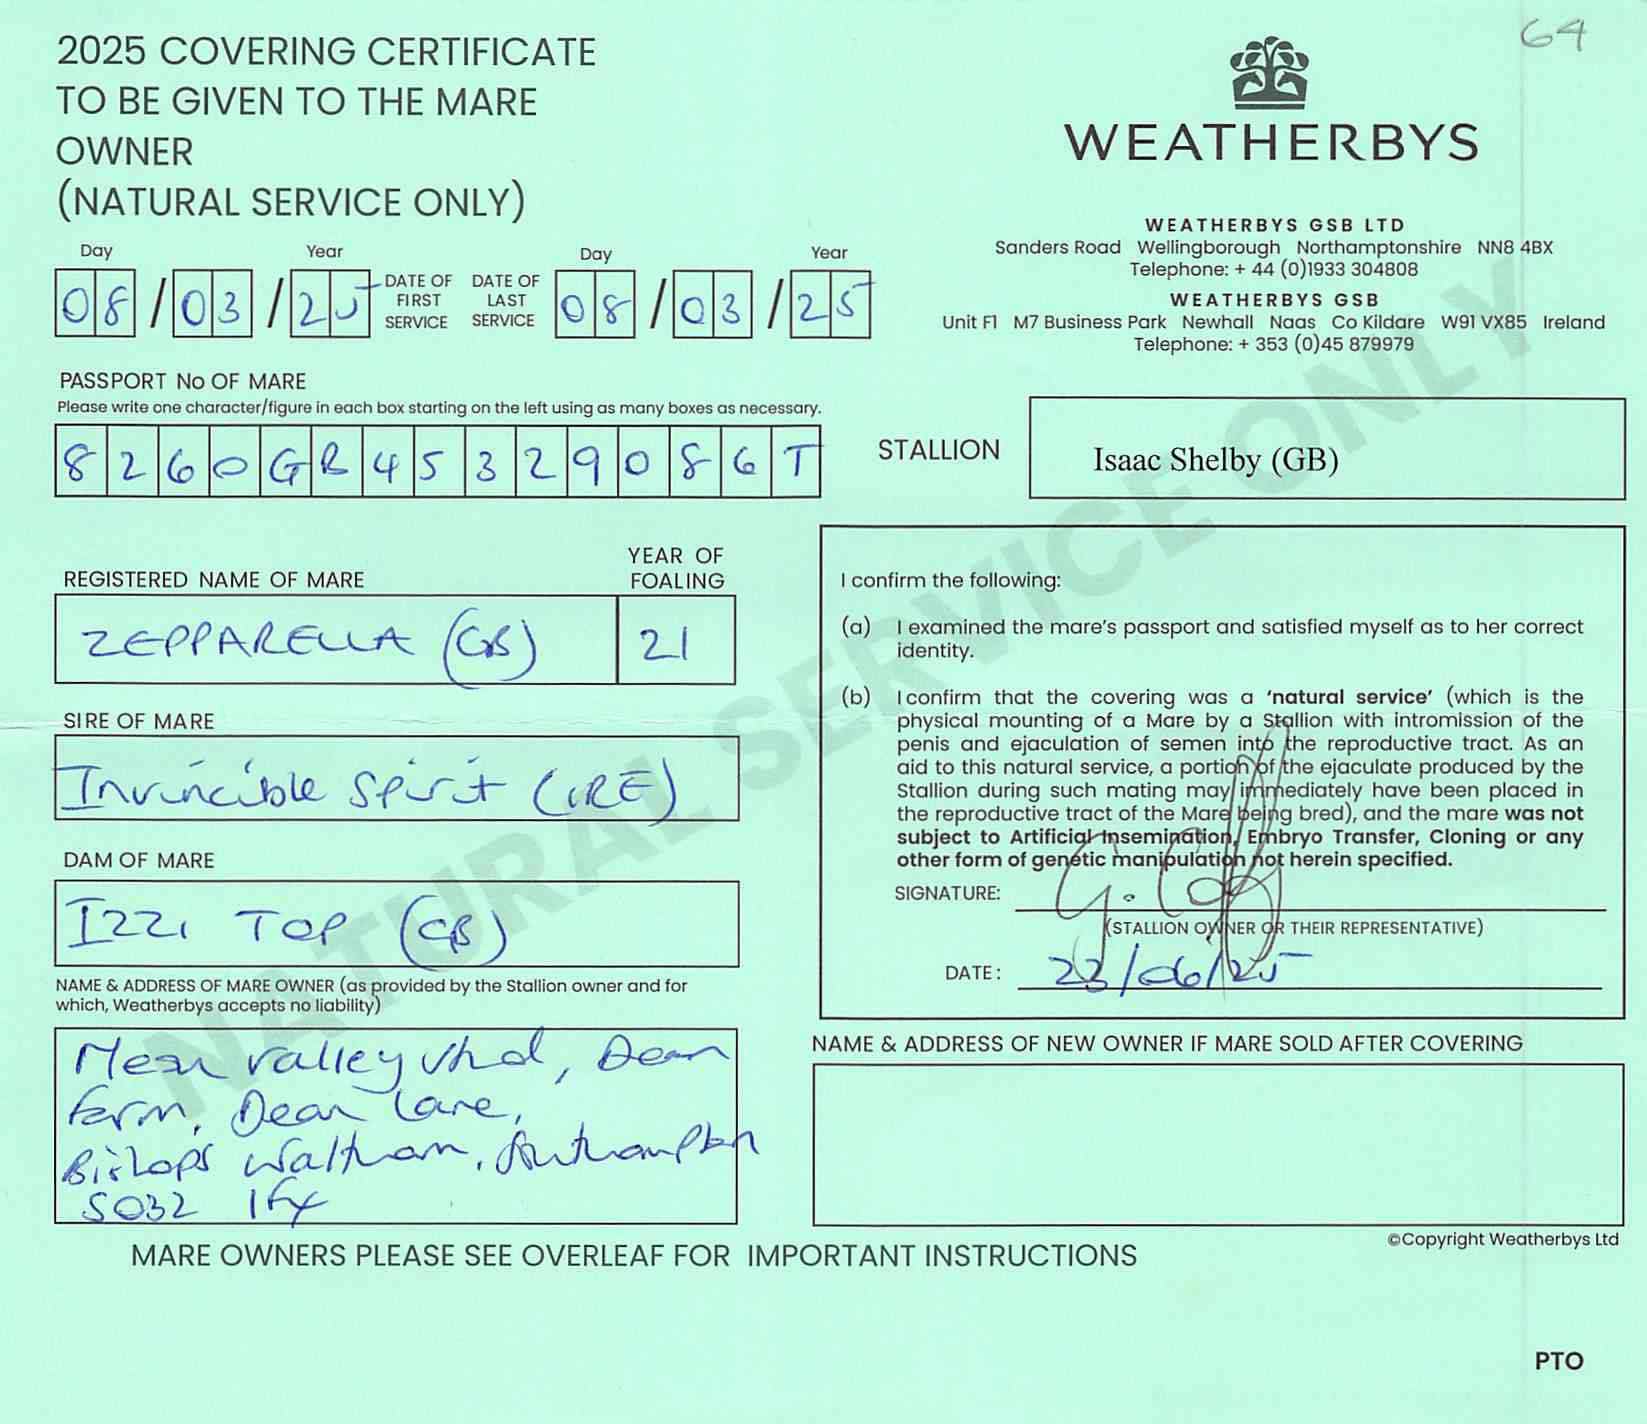 64
2025 COVERING CERTIFICATE
TO BE GIVEN TO THE MARE
OWNER
(NATURAL SERVICE ONLY)
WEATHERBYS
WEATHERBYS GSB LTD
Sanders Road Wellingborough Northamptonshire NN8 4BX
Telephone: + 44 (0)1933 304808
WEATHERBYS GSB
Unit F1 M7 Business Park Newhall Naas Co Kildare W91 VX85 Ireland
Telephone: + 353 (0)45 879979
Day Year
08/03/25
DATE OF
FIRST
SERVICE
DATE OF
LAST
SERVICE
Day Year
08/03/25
PASSPORT No OF MARE
Please write one character/figure in each box starting on the left using as many boxes as necessary.
8260GB45329086T
STALLION
Isaac Shelby (GB)
REGISTERED NAME OF MARE
ZEPPARELLA (GB)
YEAR OF
FOALING
21
SIRE OF MARE
Invincible Spirit (IRE)
DAM OF MARE
IZZI TOP (GB)
NAME & ADDRESS OF MARE OWNER (as provided by the Stallion owner and for
which, Weatherbys accepts no liability)
Meon valley stud, Dean
farm, Dean Lane,
Bishops Waltham, Southampton
SO32 1FX
I confirm the following:
(a) I examined the mare's passport and satisfied myself as to her correct
identity.
(b) I confirm that the covering was a 'natural service' (which is the
physical mounting of a Mare by a Stallion with intromission of the
penis and ejaculation of semen into the reproductive tract. As an
aid to this natural service, a portion of the ejaculate produced by the
Stallion during such mating may immediately have been placed in
the reproductive tract of the Mare being bred), and the mare was not
subject to Artificial Insemination, Embryo Transfer, Cloning or any
other form of genetic manipulation not herein specified.
SIGNATURE: G.
(STALLION OWNER OR THEIR REPRESENTATIVE)
DATE: 23/06/25
NAME & ADDRESS OF NEW OWNER IF MARE SOLD AFTER COVERING
©Copyright Weatherbys Ltd
MARE OWNERS PLEASE SEE OVERLEAF FOR IMPORTANT INSTRUCTIONS
PTO
NATURAL SERVICE ONLY